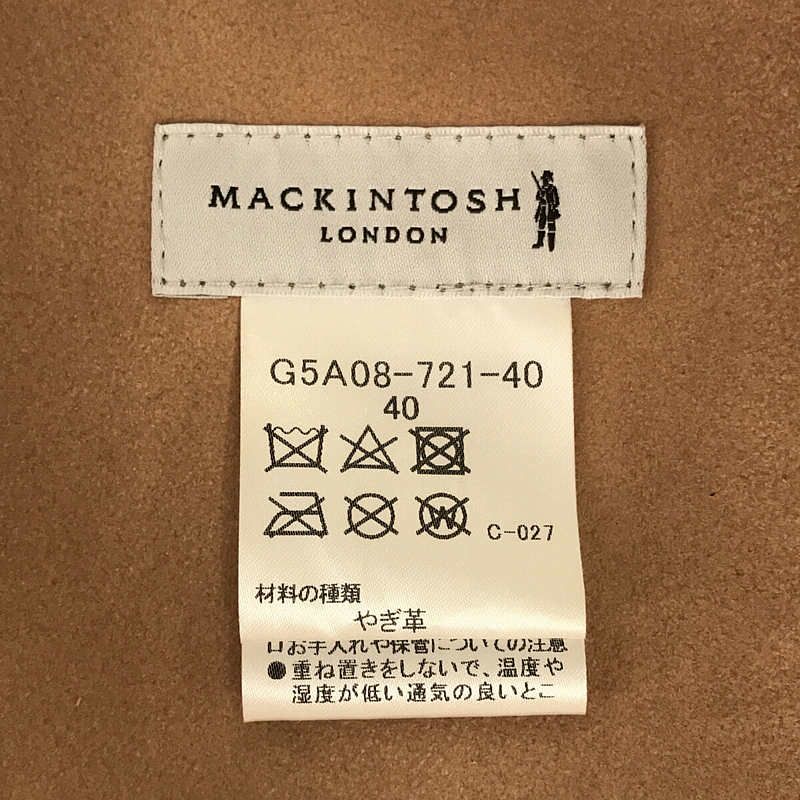 MACKINTOSH
LONDON
G5A08-721-40
40
W
C-027
材料の種類
やぎ革
お手入れや保管についての注意
●重ね置きをしないで、温度や
湿度が低い通気の良いとこ